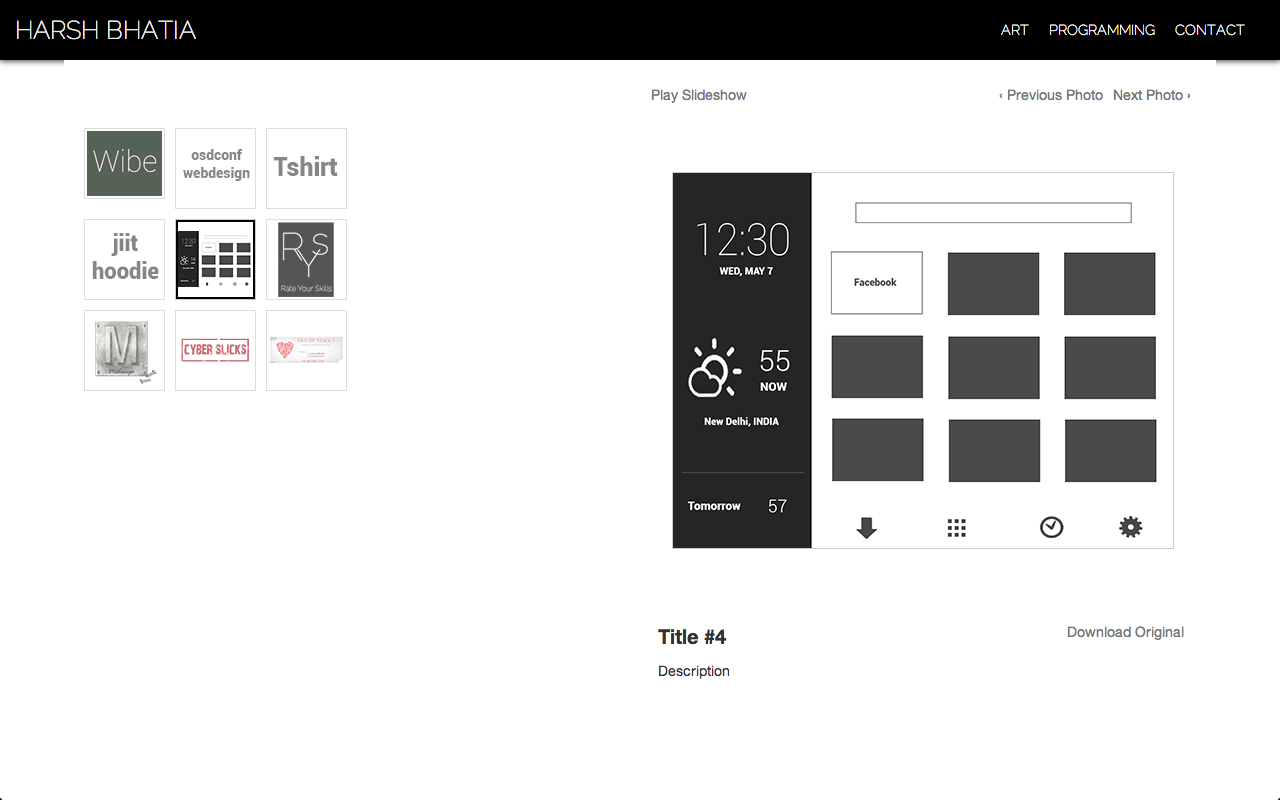 HARSH BHATIA
ART PROGRAMMING CONTACT
Play Slideshow
‹ Previous Photo Next Photo ›
Wibe
osdconf
webdesign
Tshirt
jiit
hoodie
RYS
Rate Your Skills
M
CYBER SLICKS
12:30
WED, MAY 7
55
NOW
New Delhi, INDIA
Tomorrow 57
Facebook
Title #4
Download Original
Description